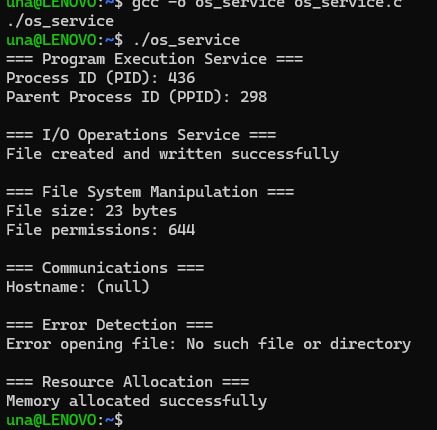 una@LENOVO:~$ gcc -o os_service os_service.c
./os_service
una@LENOVO:~$ ./os_service
=== Program Execution Service ===
Process ID (PID): 436
Parent Process ID (PPID): 298
=== I/O Operations Service ===
File created and written successfully
=== File System Manipulation ===
File size: 23 bytes
File permissions: 644
=== Communications ===
Hostname: (null)
=== Error Detection ===
Error opening file: No such file or directory
=== Resource Allocation ===
Memory allocated successfully
una@LENOVO:~$